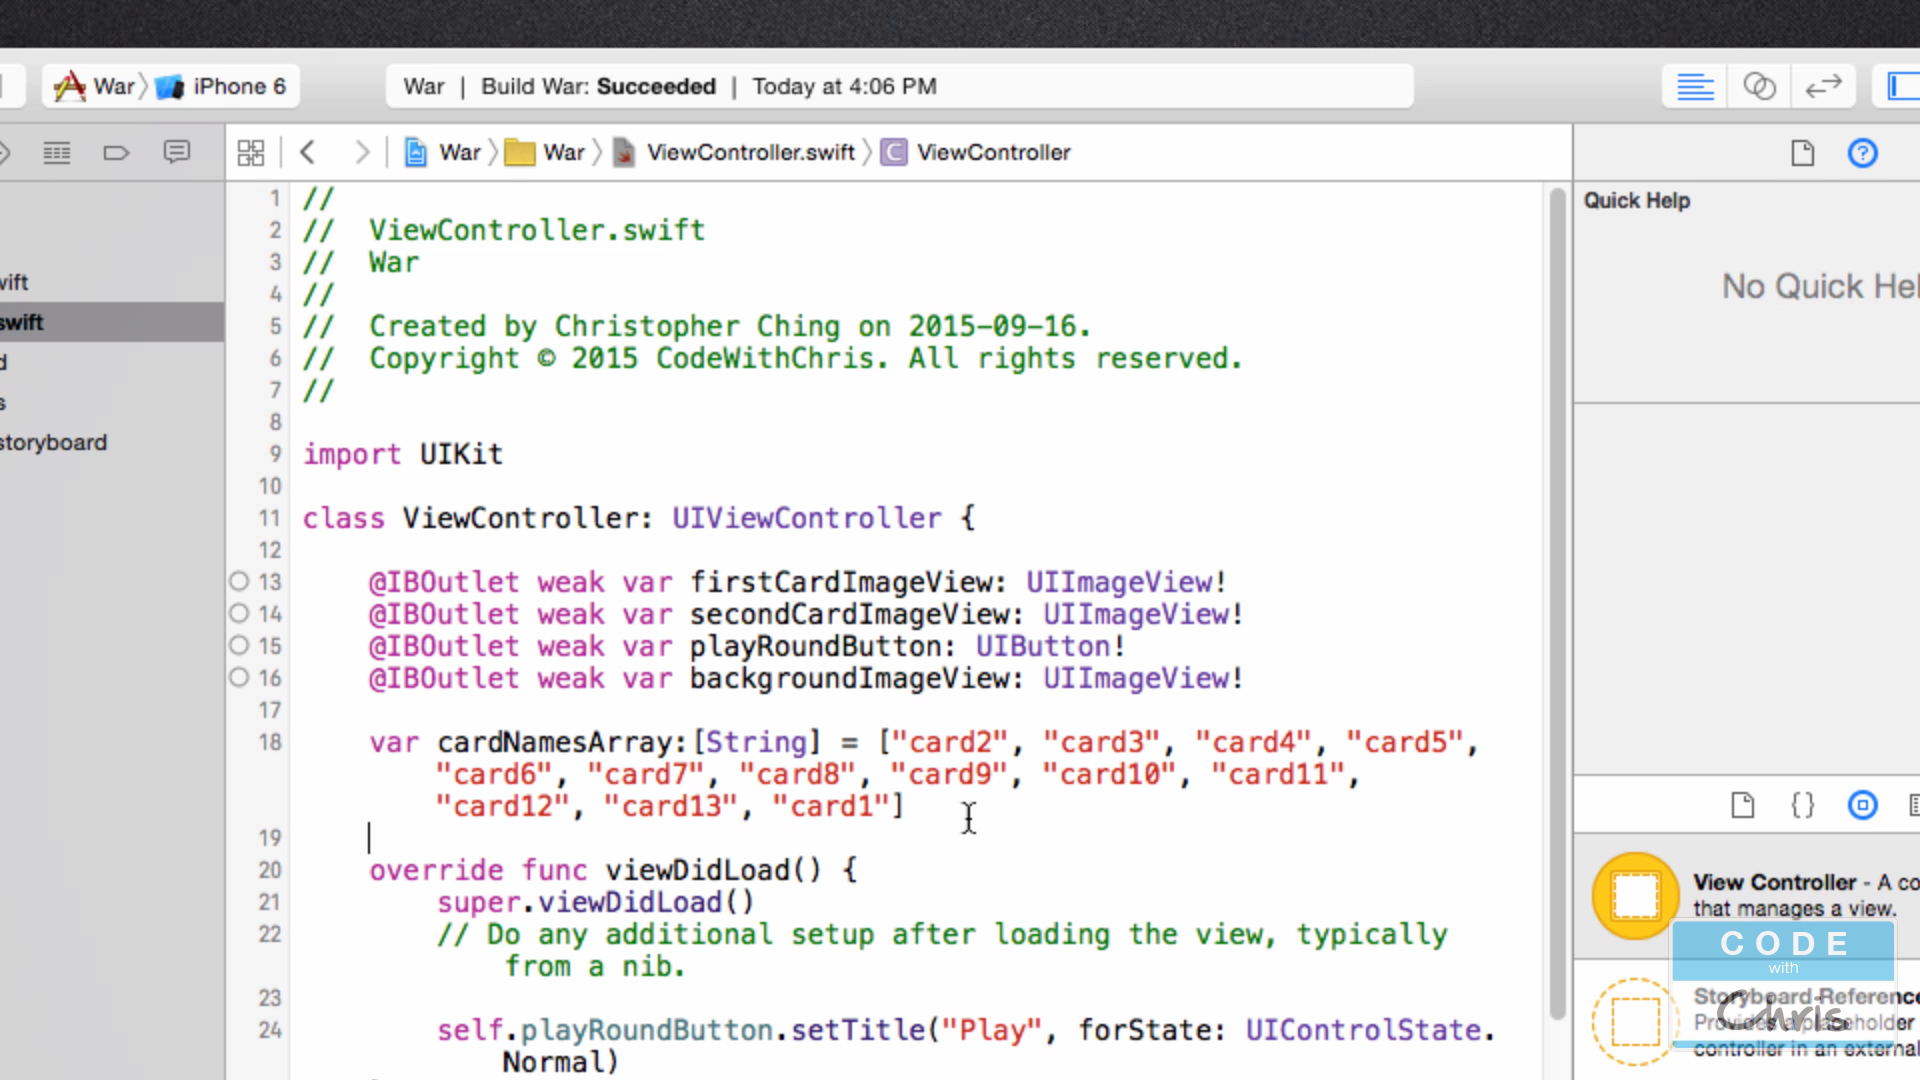 War
iPhone 6
War | Build War: Succeeded | Today at 4:06 PM
War
War
ViewController.swift
C ViewController
Quick Help
No Quick Hel
wift
swift
d
s
storyboard
1 //
2 //  ViewController.swift
3 //  War
4 //
5 //  Created by Christopher Ching on 2015-09-16.
6 //  Copyright © 2015 CodeWithChris. All rights reserved.
7 //
8
9 import UIKit
10
11 class ViewController: UIViewController {
12
13 @IBOutlet weak var firstCardImageView: UIImageView!
14 @IBOutlet weak var secondCardImageView: UIImageView!
15 @IBOutlet weak var playRoundButton: UIButton!
16 @IBOutlet weak var backgroundImageView: UIImageView!
17
18 var cardNamesArray:[String] = ["card2", "card3", "card4", "card5",
"card6", "card7", "card8", "card9", "card10", "card11",
"card12", "card13", "card1"]
19
20 override func viewDidLoad() {
21 super.viewDidLoad()
22 // Do any additional setup after loading the view, typically
from a nib.
23
24 self.playRoundButton.setTitle("Play", forState: UIControlState.
Normal)
{}
View Controller - A co
that manages a view.
Storyboard Reference
Provides a placeholder
controller in an external
CODE
with
Chris